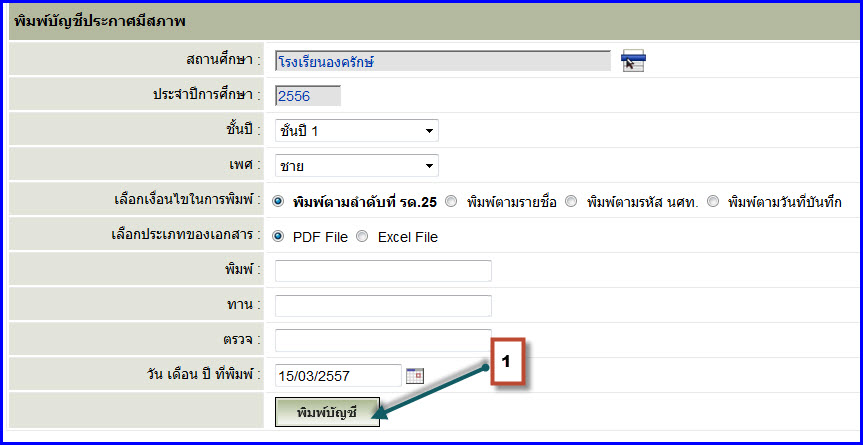 พิมพ์บัญชีประกาศมีสภาพ
สถานศึกษา : โรงเรียนองครักษ์
ประจำปีการศึกษา : 2556
ชั้นปี : ชั้นปี 1
เพศ : ชาย
เลือกเงื่อนไขในการพิมพ์ : พิมพ์ตามลำดับที่ รด.25 พิมพ์ตามรายชื่อ พิมพ์ตามรหัส นศท. พิมพ์ตามวันที่บันทึก
เลือกประเภทของเอกสาร : PDF File Excel File
พิมพ์ :
ทาน :
ตรวจ :
1
วัน เดือน ปี ที่พิมพ์ : 15/03/2557
พิมพ์บัญชี